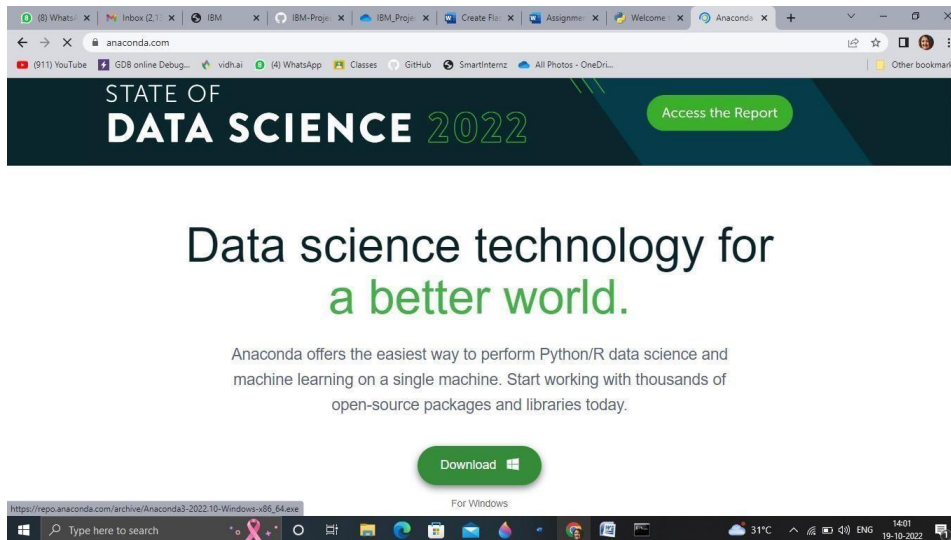 (8) Whats
Inbox (2,1
IBM
IBM-Proje
IBM_Proje
Create Fla
Assignme
Welcome
Anaconda
anaconda.com
(911) YouTube
GDB online Debug...
vidh.ai
(4) WhatsApp
Classes
GitHub
SmartInternz
All Photos - OneDri...
Other bookmark
STATE OF
DATA SCIENCE 2022
Access the Report
Data science technology for
a better world.
Anaconda offers the easiest way to perform Python/R data science and
machine learning on a single machine. Start working with thousands of
open-source packages and libraries today.
Download
For Windows
https://repo.anaconda.com/archive/Anaconda3-2022.10-Windows-x86_64.exe
Type here to search
31°C
ENG
14:01
19-10-2022